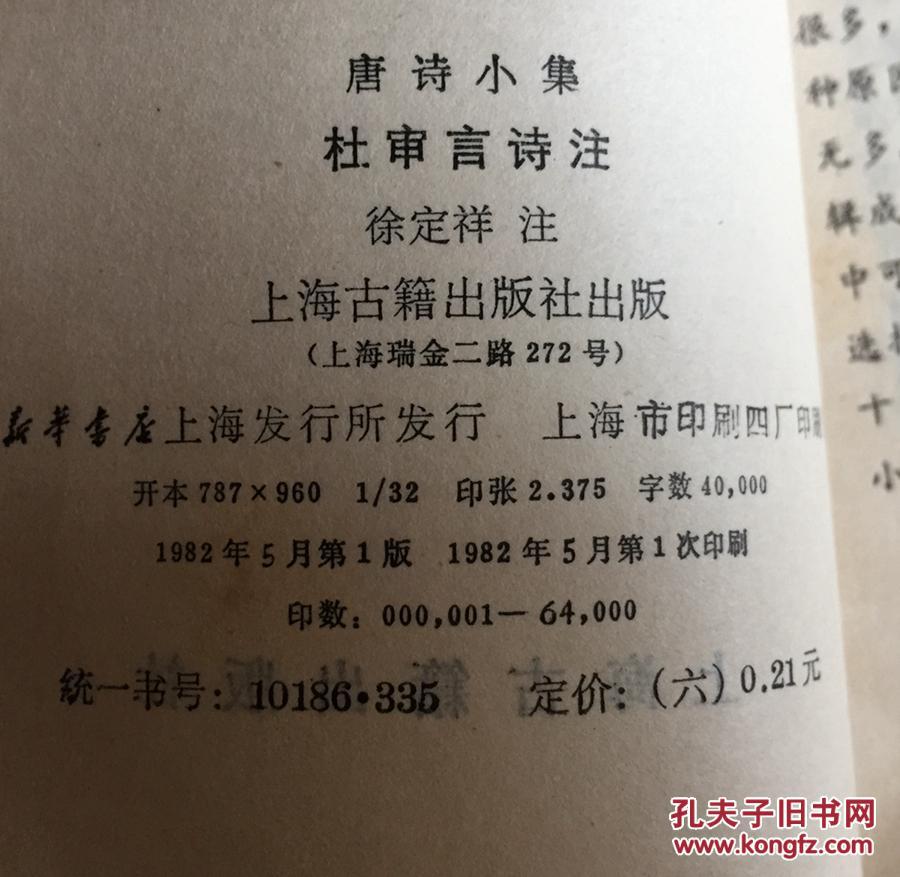 唐诗小集
杜审言诗注
徐定祥 注
上海古籍出版社出版
（上海瑞金二路272号）
新华书店上海发行所发行 上海市印刷四厂印刷
开本 787×960 1/32 印张 2.375 字数 40,000
1982年5月第1版 1982年5月第1次印刷
印数：000,001—64,000
统一书号：10186·335 定价：(六) 0.21元
很多，
种原因
无多
辑成
中可
选
十
小
孔夫子旧书网
www.kongfz.com